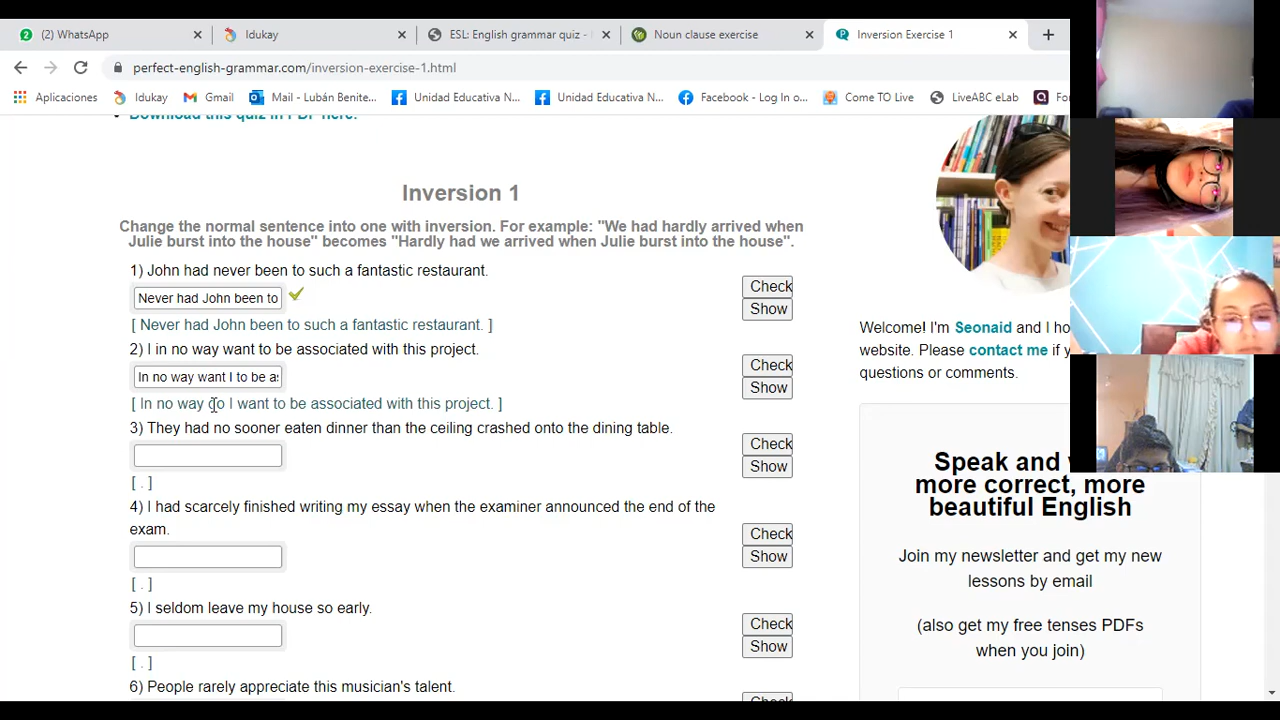 (2) WhatsApp
Idukay
ESL: English grammar quiz -
Noun clause exercise
Inversion Exercise 1
perfect-english-grammar.com/inversion-exercise-1.html
Aplicaciones
Idukay
Gmail
Mail - Lubán Benite...
Unidad Educativa N...
Unidad Educativa N...
Facebook - Log In o...
Come TO Live
LiveABC eLab
Fo
Download this quiz in PDF here.
Inversion 1
Change the normal sentence into one with inversion. For example: "We had hardly arrived when
Julie burst into the house" becomes "Hardly had we arrived when Julie burst into the house".
1) John had never been to such a fantastic restaurant.
Check
Never had John been to
Show
[ Never had John been to such a fantastic restaurant. ]
2) I in no way want to be associated with this project.
Check
In no way want I to be as
Show
[ In no way do I want to be associated with this project. ]
3) They had no sooner eaten dinner than the ceiling crashed onto the dining table.
Check
Show
[ . ]
4) I had scarcely finished writing my essay when the examiner announced the end of the
exam.
Check
Show
[ . ]
5) I seldom leave my house so early.
Check
Show
[ . ]
6) People rarely appreciate this musician's talent.
Welcome! I'm Seonaid and I ho
website. Please contact me if y
questions or comments.
Speak and
more correct, more
beautiful English
Join my newsletter and get my new
lessons by email
(also get my free tenses PDFs
when you join)